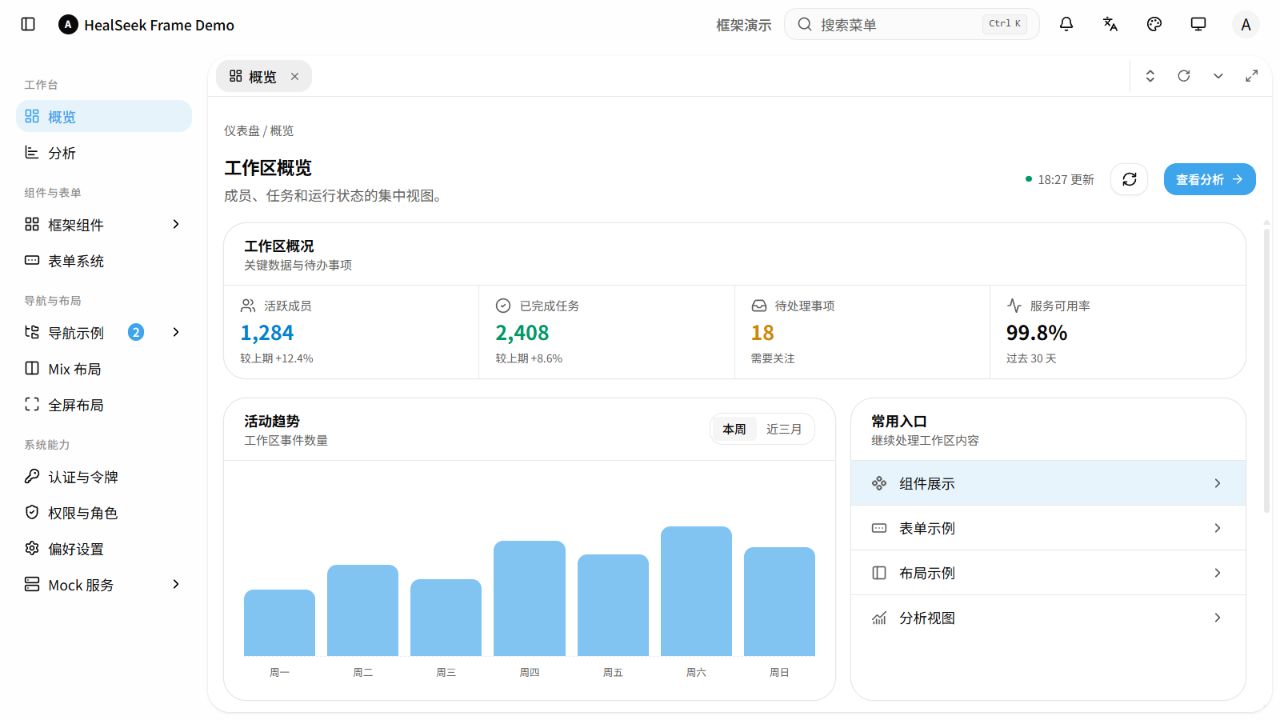 A HealSeek Frame Demo
框架演示
搜索菜单
Ctrl K
A
工作台
概览
分析
组件与表单
框架组件
表单系统
导航与布局
导航示例 2
Mix 布局
全屏布局
系统能力
认证与令牌
权限与角色
偏好设置
Mock 服务
概览
仪表盘 / 概览
工作区概览
成员、任务和运行状态的集中视图。
18:27 更新
查看分析
工作区概况
关键数据与待办事项
活跃成员
1,284
较上期 +12.4%
已完成任务
2,408
较上期 +8.6%
待处理事项
18
需要关注
服务可用率
99.8%
过去 30 天
活动趋势
工作区事件数量
本周 近三月
周一 周二 周三 周四 周五 周六 周日
常用入口
继续处理工作区内容
组件展示
表单示例
布局示例
分析视图